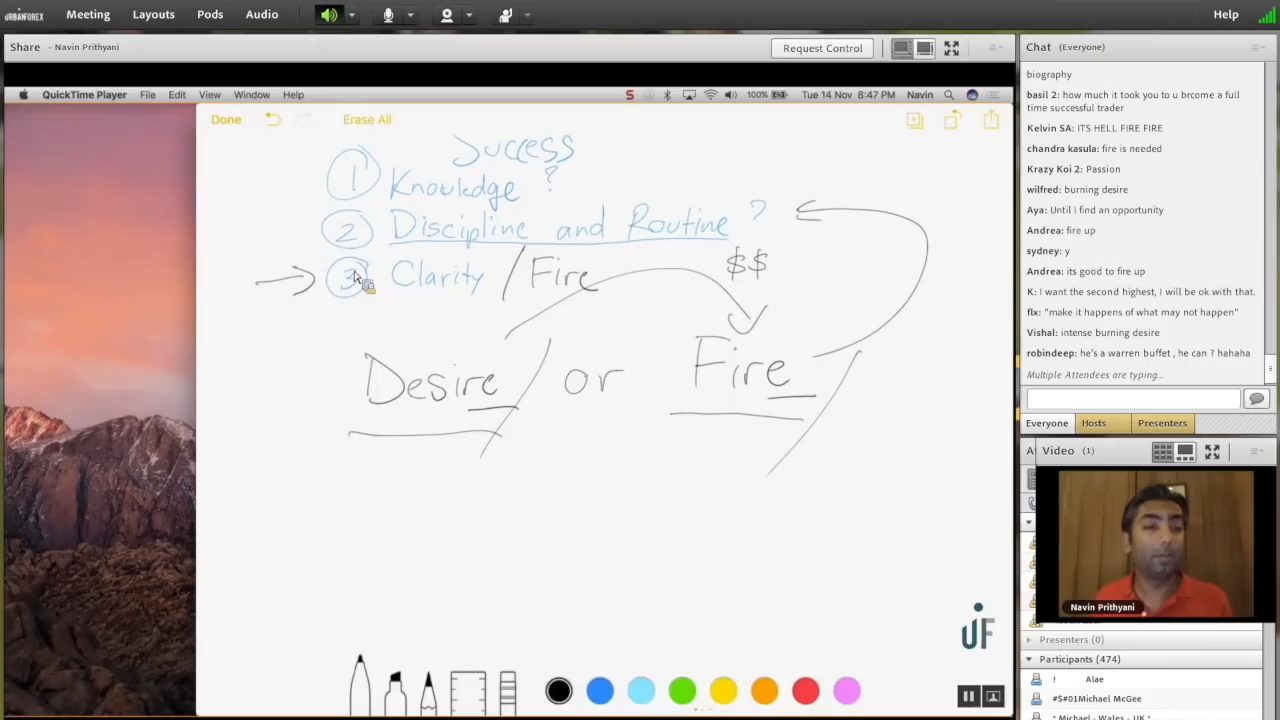 URBANFOREX
Meeting Layouts Pods Audio Help
Share - Navin Prithyani
Request Control
QuickTime Player File Edit View Window Help
S 100% Tue 14 Nov 8:47 PM Navin
Done Erase All
Success
1 Knowledge ?
2 Discipline and Routine ?
3 Clarity / Fire $$
Desire or Fire
UF
Chat (Everyone)
biography
basil 2: how much it took you to u brcome a full
time successful trader
Kelvin SA: ITS HELL FIRE FIRE
chandra kasula: fire is needed
Krazy Koi 2: Passion
wilfred: burning desire
Aya: Until I find an opportunity
Andrea: fire up
sydney: y
Andrea: its good to fire up
K: I want the second highest, I will be ok with that.
flx: "make it happens of what may not happen"
Vishal: intense burning desire
robindeep: he's a warren buffet , he can ? hahaha
Multiple Attendees are typing...
Everyone Hosts Presenters
A Video (1)
Navin Prithyani
Presenters (0)
Participants (474)
! Alae
#$#01Michael McGee
* Michael - Wales - UK *